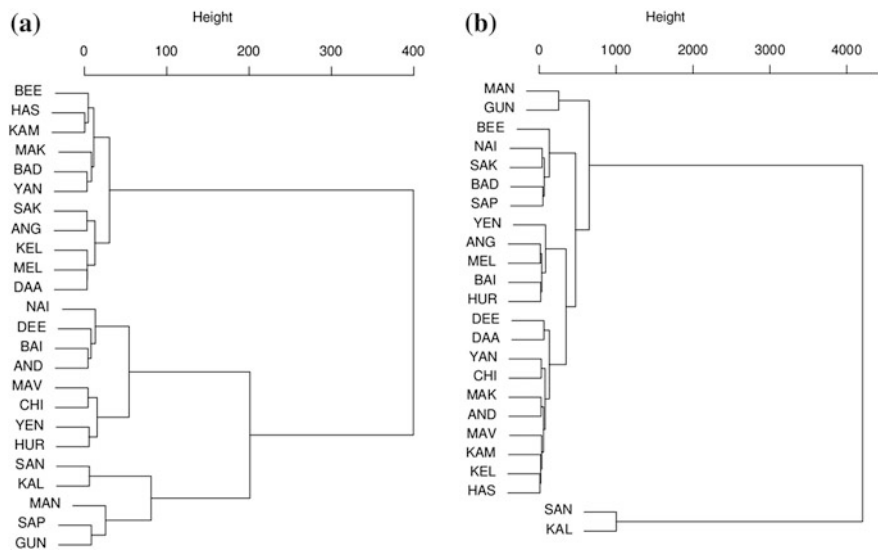 (a)
Height
0 100 200 300 400
BEE
HAS
KAM
MAK
BAD
YAN
SAK
ANG
KEL
MEL
DAA
NAI
DEE
BAI
AND
MAV
CHI
YEN
HUR
SAN
KAL
MAN
SAP
GUN
(b)
Height
0 1000 2000 3000 4000
MAN
GUN
BEE
NAI
SAK
BAD
SAP
YEN
ANG
MEL
BAI
HUR
DEE
DAA
YAN
CHI
MAK
AND
MAV
KAM
KEL
HAS
SAN
KAL